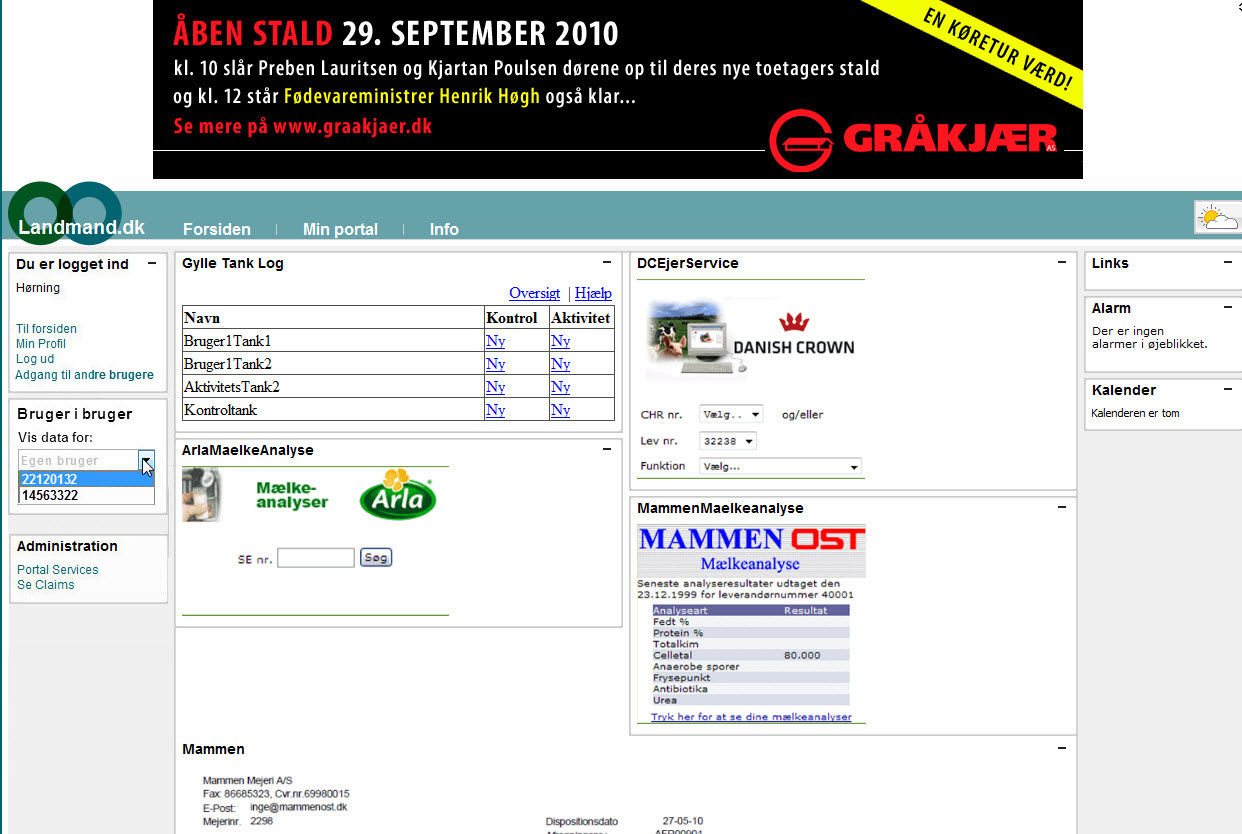 ÅBEN STALD 29. SEPTEMBER 2010
kl. 10 slår Preben Lauritsen og Kjartan Poulsen dørene op til deres nye toetagers stald
og kl. 12 står Fødevareministrer Henrik Høgh også klar...
Se mere på www.graakjaer.dk
EN KØRETUR VÆRD!
GRÅKJÆR AS
Landmand.dk
Forsiden | Min portal | Info
Du er logget ind
Hørning
Til forsiden
Min Profil
Log ud
Adgang til andre brugere
Bruger i bruger
Vis data for:
Egen bruger
22120132
14563322
Administration
Portal Services
Se Claims
Gylle Tank Log
Oversigt | Hjælp
Navn Kontrol Aktivitet
Bruger1Tank1 Ny Ny
Bruger1Tank2 Ny Ny
AktivitetsTank2 Ny Ny
Kontroltank Ny Ny
ArlaMaelkeAnalyse
Mælke-
analyser
Arla
SE nr. Søg
DCEjerService
DANISH CROWN
CHR nr. Vælg.. og/eller
Lev nr. 32238
Funktion Vælg...
MammenMaelkeanalyse
MAMMEN OST
Mælkeanalyse
Seneste analyseresultater udtaget den
23.12.1999 for leverandørnummer 40001
Analyseart Resultat
Fedt %
Protein %
Totalkim
Celletal 80.000
Anaerobe sporer
Frysepunkt
Antibiotika
Urea
Tryk her for at se dine mælkeanalyser
Mammen
Mammen Mejeri A/S
Fax: 86685323, Cvr.nr.69980015
E-Post: inge@mammenost.dk
Mejerinr. 2298
Dispositionsdato 27-05-10
Links
Alarm
Der er ingen
alarmer i øjeblikket.
Kalender
Kalenderen er tom